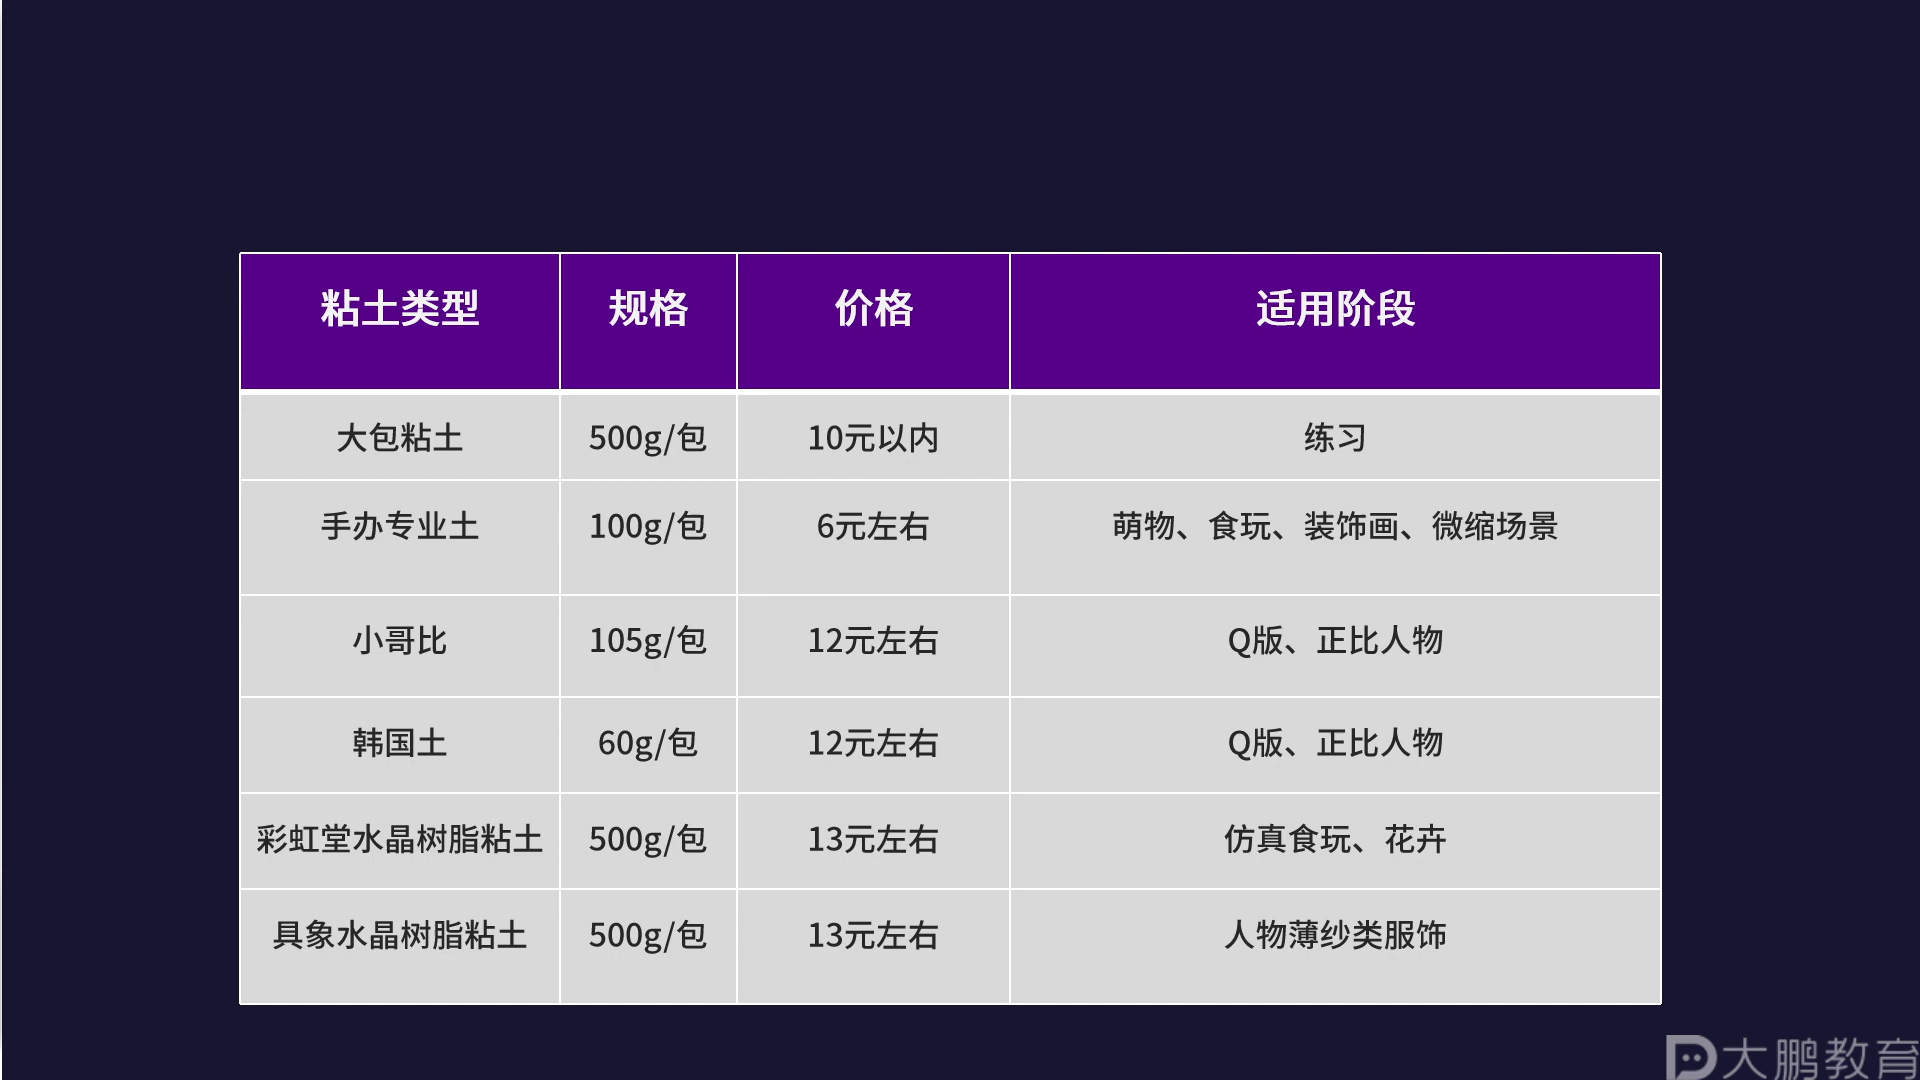 粘土类型 规格 价格 适用阶段
大包粘土 500g/包 10元以内 练习
手办专业土 100g/包 6元左右 萌物、食玩、装饰画、微缩场景
小哥比 105g/包 12元左右 Q版、正比人物
韩国土 60g/包 12元左右 Q版、正比人物
彩虹堂水晶树脂粘土 500g/包 13元左右 仿真食玩、花卉
具象水晶树脂粘土 500g/包 13元左右 人物薄纱类服饰
大鹏教育